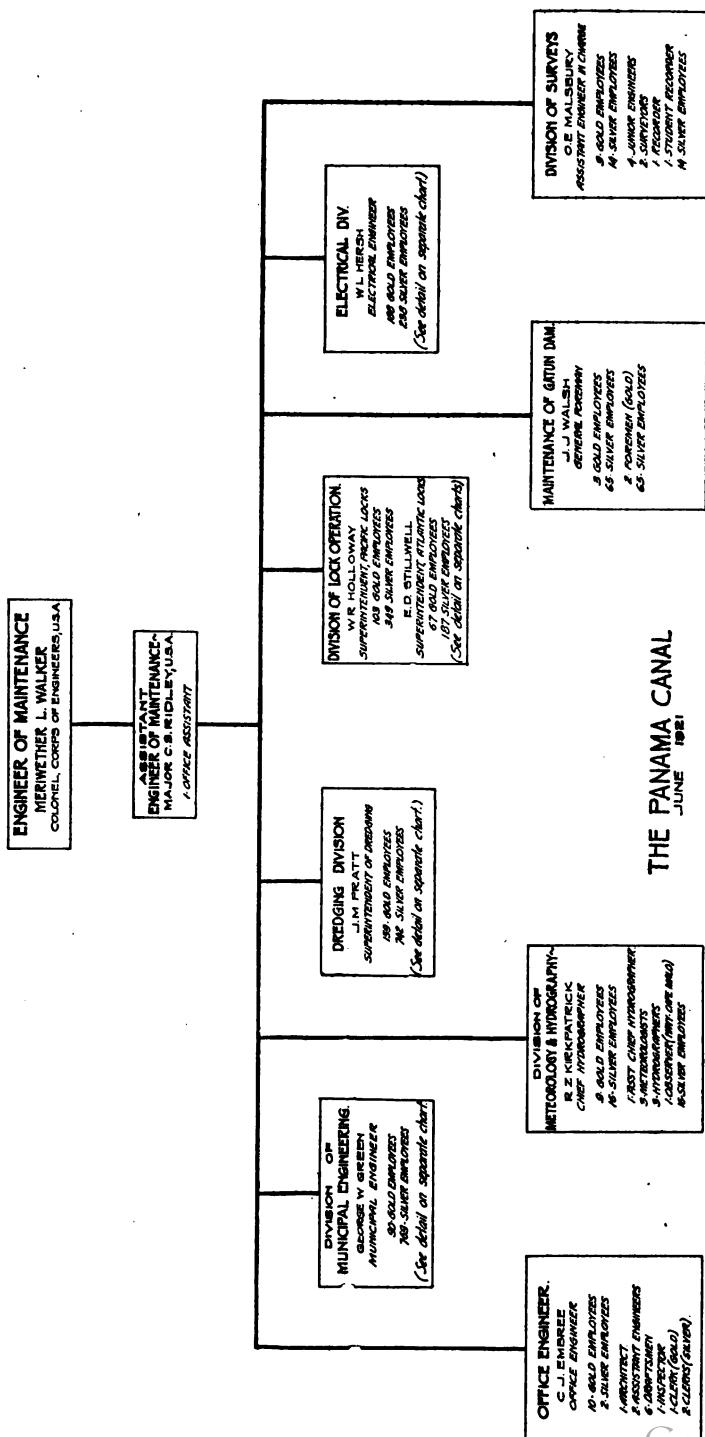 ENGINEER OF MAINTENANCE
MERIWETHER L. WALKER
COLONEL, CORPS OF ENGINEERS, U.S.A
ASSISTANT
ENGINEER OF MAINTENANCE~
MAJOR C.S. RIDLEY, U.S.A.
1-OFFICE ASSISTANT
OFFICE ENGINEER.
C. J. EMBREE
OFFICE ENGINEER
10-GOLD EMPLOYEES
2-SILVER EMPLOYEES
1-ARCHITECT
2-ASSISTANT ENGINEERS
6-DRAFTSMEN
1-INSPECTOR
1-CLERK (GOLD)
2-CLERKS (SILVER).
DIVISION OF
MUNICIPAL ENGINEERING.
GEORGE W GREEN
MUNICIPAL ENGINEER
90-GOLD EMPLOYEES
SILVER EMPLOYEES
(See detail on separate chart
DIVISION OF
METEOROLOGY & HYDROGRAPHY~
R Z KIRKPATRICK
CHIEF HYDROGRAPHER
GOLD EMPLOYEES
16-SILVER EMPLOYEES
1-ASST CHIEF HYDROGRAPHER
3-METEOROLOGISTS
3-HYDROGRAPHERS
1-OBSERVER CAPE MALO)
16-SILVER EMPLOYEES
DREDGING DIVISION
J. M PRATT
SUPERINTENDENT OF DREDGING
GOLD EMPLOYEES
742 SILVER EMPLOYEES
(See detail on separate chart.)
DIVISION OF LOCK OPERATION.
W R HOLLOWAY
SUPERINTENDENT, PACIFIC LOCKS
103 GOLD EMPLOYEES
349 SILVER EMPLOYEES
E.D. STILLWELL
SUPERINTENDENT, ATLANTIC LOCKS
67 GOLD EMPLOYEES
187 SILVER EMPLOYEES
(See detail on separate charts)
MAINTENANCE OF GATUN DAM.
J. J WALSH
GENERAL FOREMAN
3 GOLD EMPLOYEES
65-SILVER EMPLOYEES
2 FOREMEN (GOLD)
SILVER EMPLOYEES
ELECTRICAL DIV.
W L HERSH
ELECTRICAL ENGINEER
GOLD EMPLOYEES
SILVER EMPLOYEES
(See detail on separate chart.)
DIVISION OF SURVEYS
O.E MALSBURY
ASSISTANT ENGINEER IN CHARGE
9-GOLD EMPLOYEES
14-SILVER EMPLOYEES
4-JUNIOR ENGINEERS
2-SURVEYORS
1-RECORDER
1-STUDENT RECORDER
14 SILVER EMPLOYEES
THE PANAMA CANAL
JUNE 1921